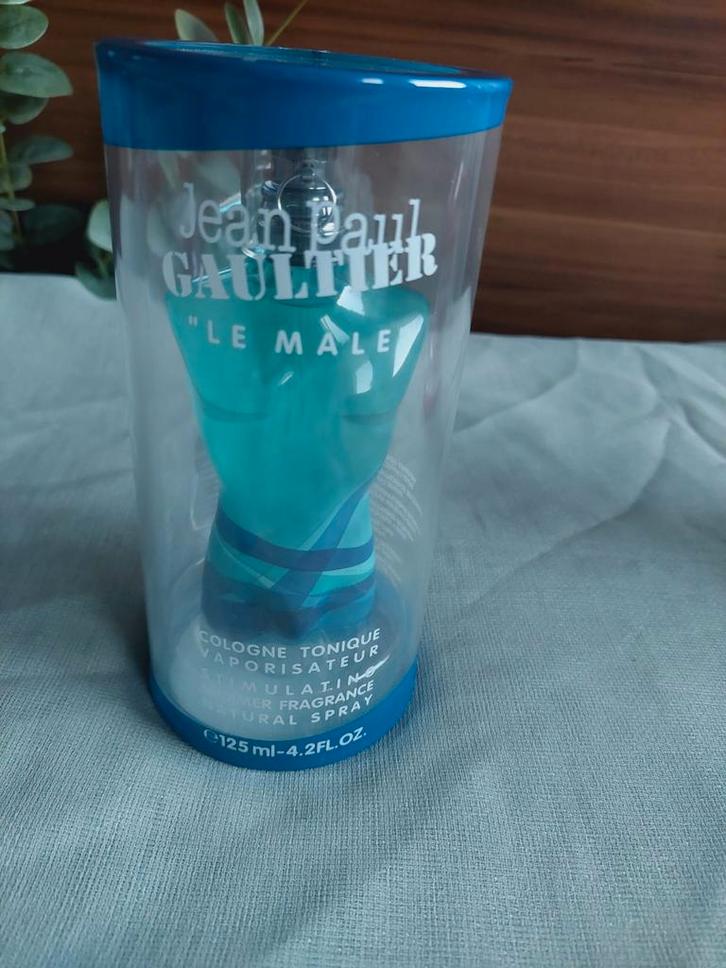 Jean Paul
GAULTIER
"LE MALE
COLOGNE TONIQUE
VAPORISATEUR
STIMULATING
SUMMER FRAGRANCE
NATURAL SPRAY
℮125 ml-4.2FL.OZ.